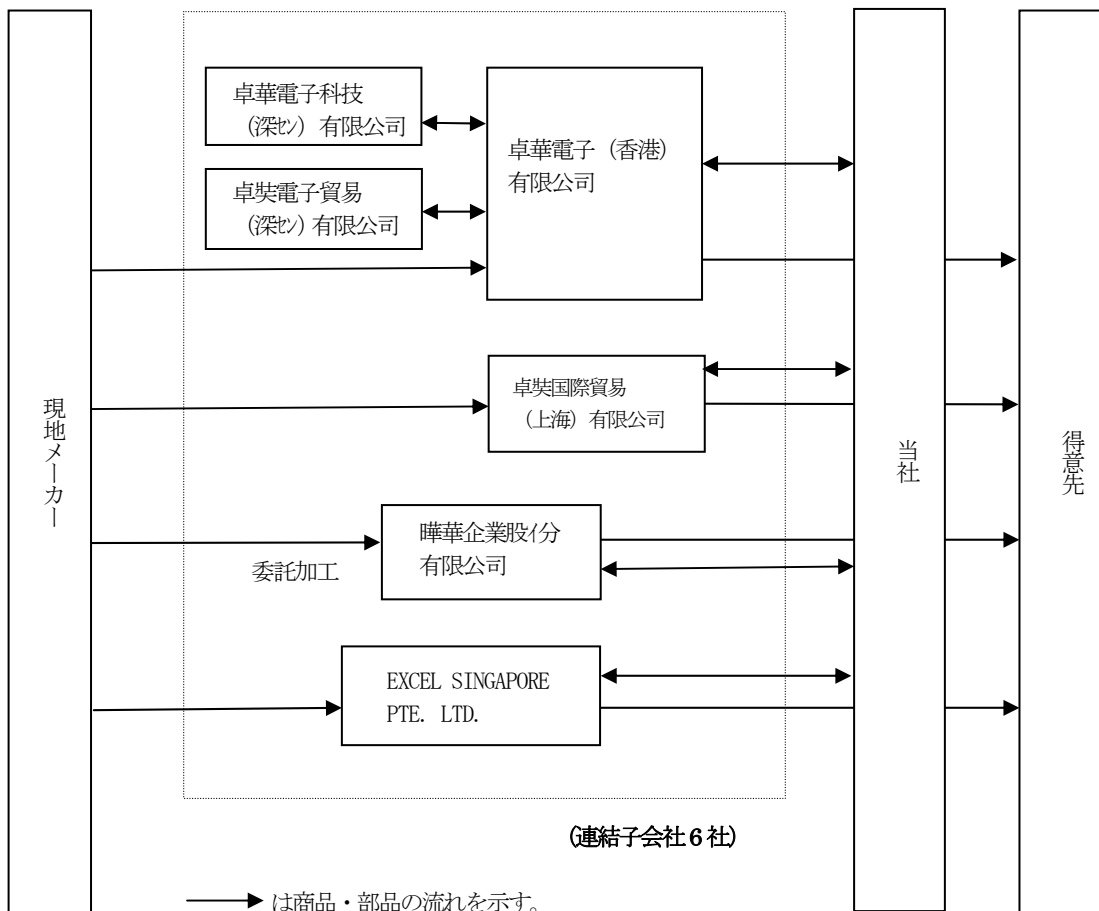 卓華電子科技
（深セン）有限公司
卓華電子（香港）
有限公司
卓奘電子貿易
（深セン）有限公司
卓奘国際貿易
（上海）有限公司
現地メーカー
当社
得意先
曄華企業股イ分
有限公司
委託加工
EXCEL SINGAPORE
PTE. LTD.
(連結子会社６社)
は商品・部品の流れを示す。